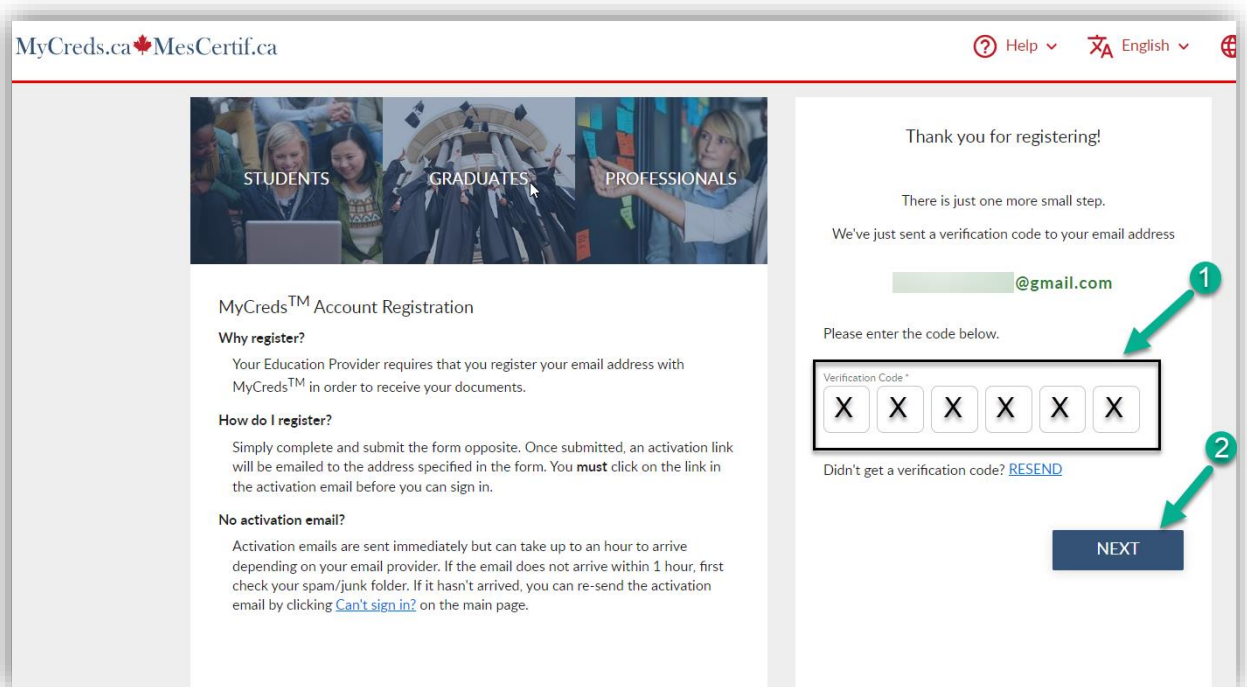 MyCreds.ca MesCertif.ca
Help
English
STUDENTS
GRADUATES
PROFESSIONALS
MyCreds™ Account Registration
Why register?
Your Education Provider requires that you register your email address with
MyCreds™ in order to receive your documents.
How do I register?
Simply complete and submit the form opposite. Once submitted, an activation link
will be emailed to the address specified in the form. You must click on the link in
the activation email before you can sign in.
No activation email?
Activation emails are sent immediately but can take up to an hour to arrive
depending on your email provider. If the email does not arrive within 1 hour, first
check your spam/junk folder. If it hasn't arrived, you can re-send the activation
email by clicking Can't sign in? on the main page.
Thank you for registering!
There is just one more small step.
We've just sent a verification code to your email address
@gmail.com
1
Please enter the code below.
Verification Code *
X X X X X X
Didn't get a verification code? RESEND
2
NEXT